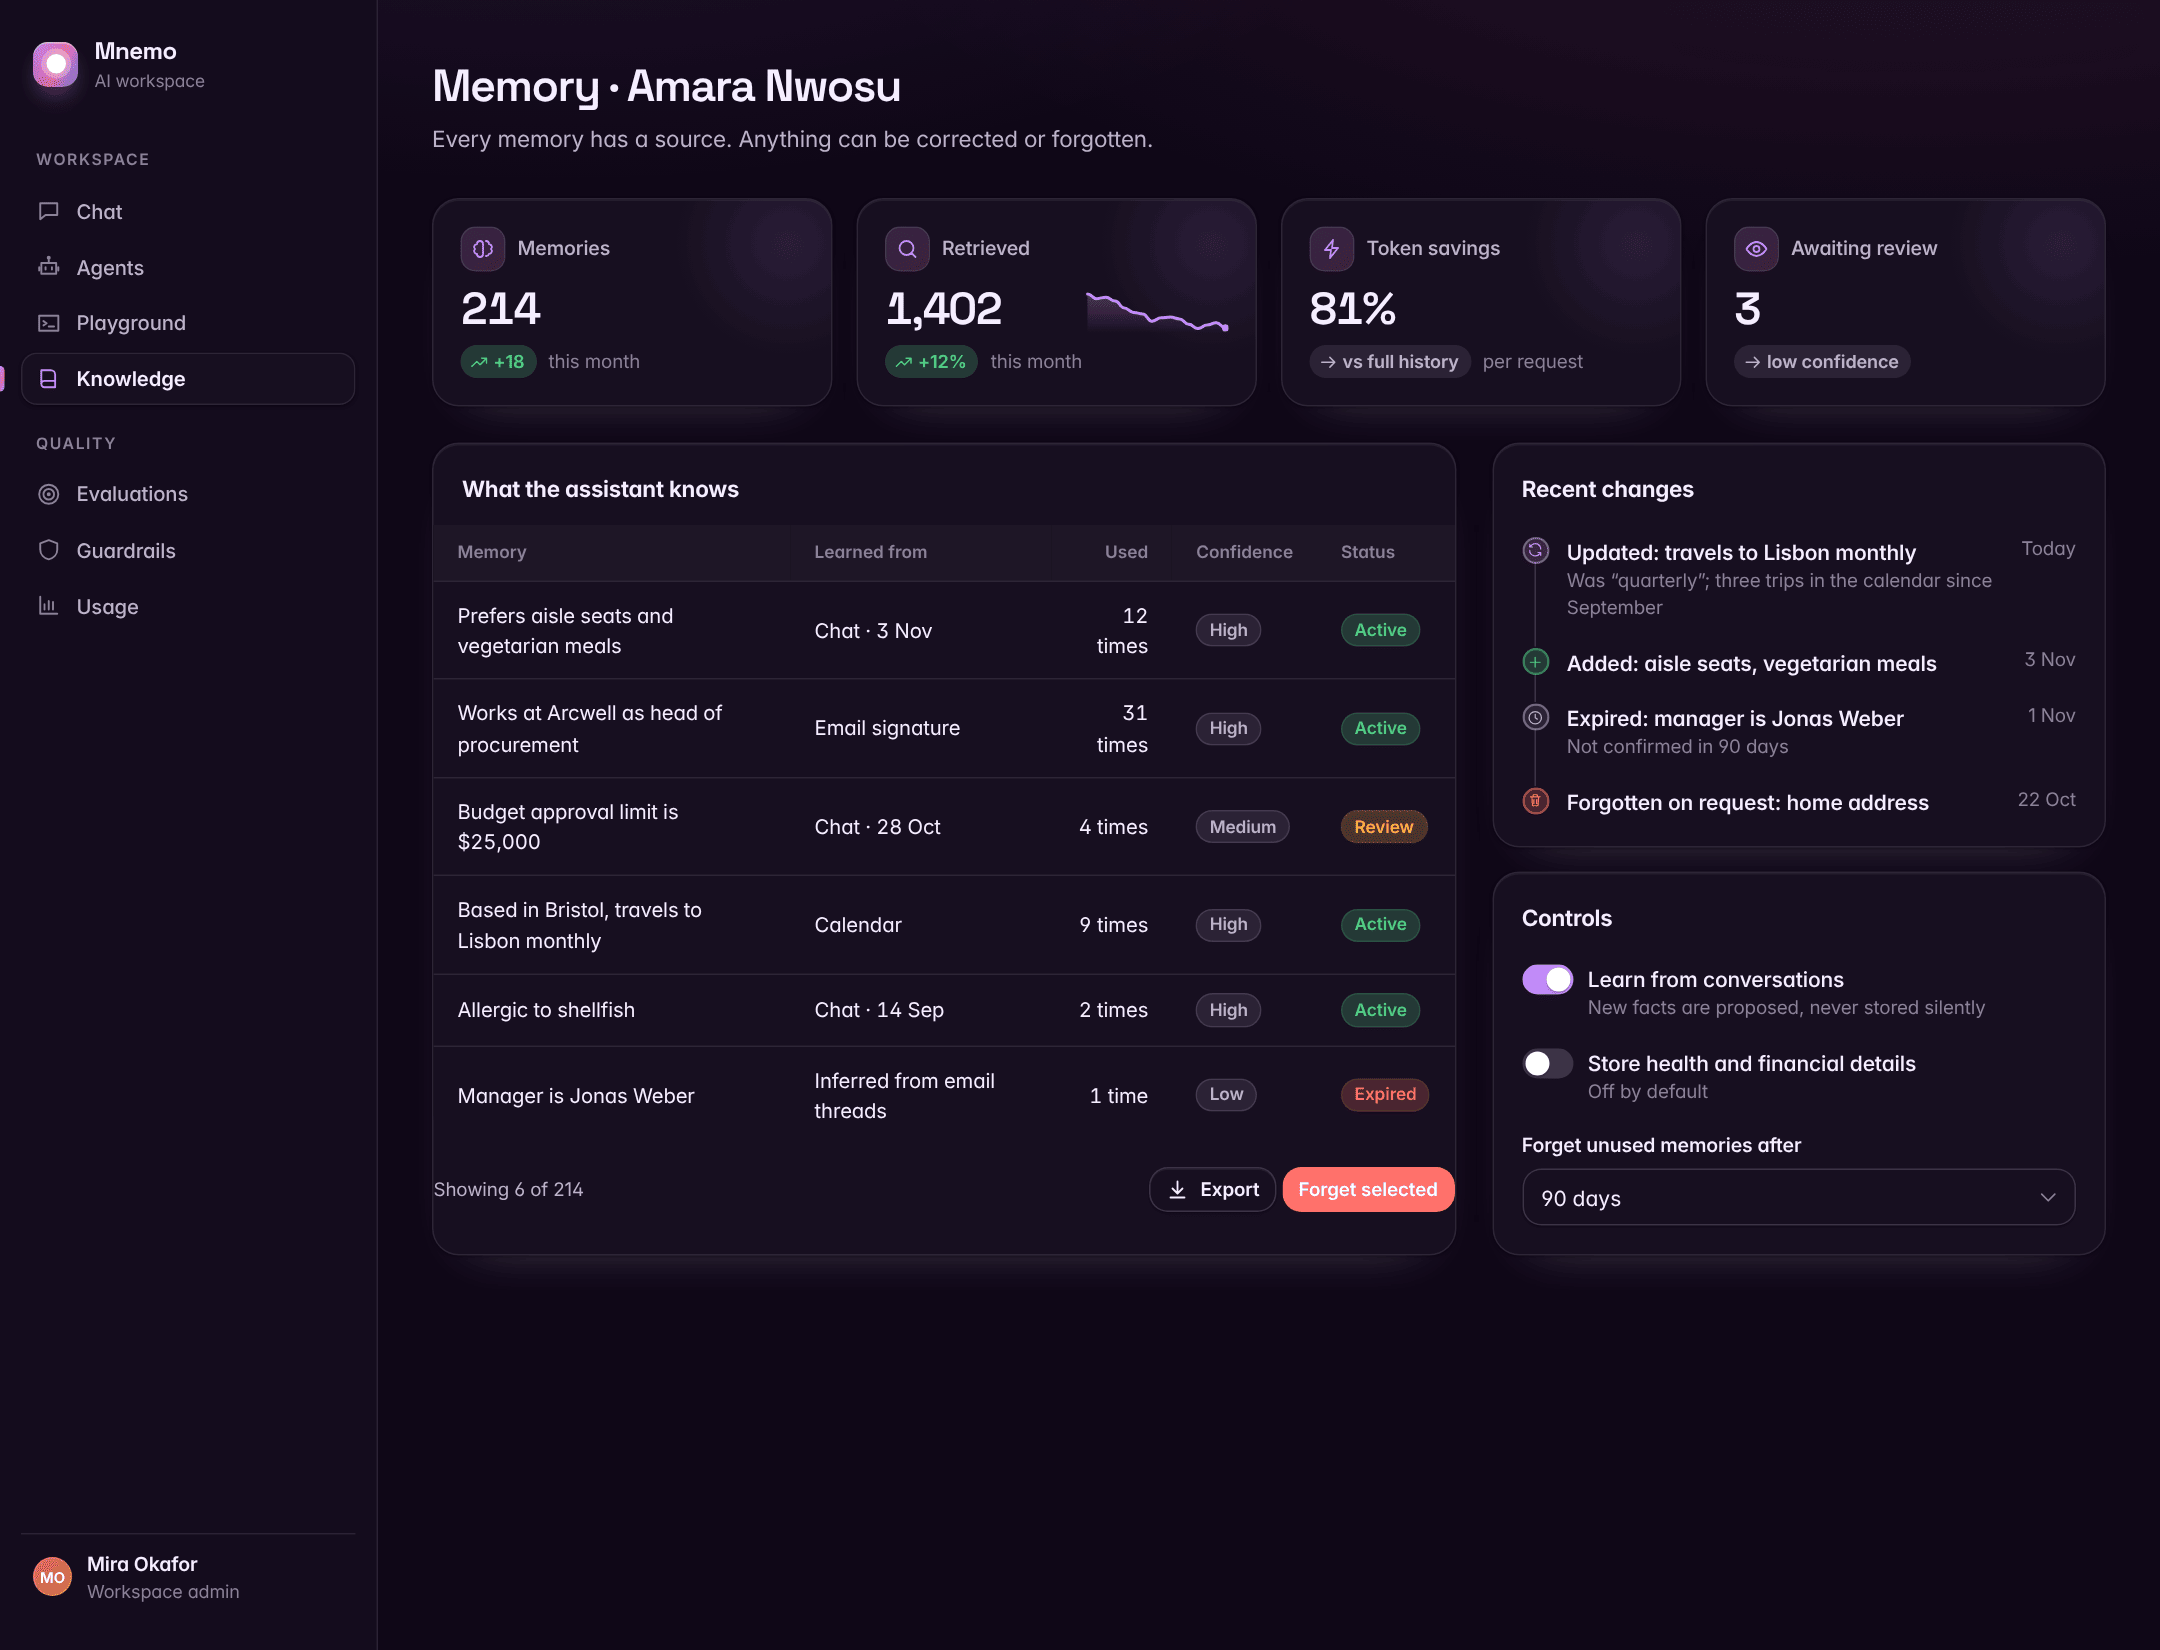 Mnemo
AI workspace
WORKSPACE
Chat
Agents
Playground
Knowledge
QUALITY
Evaluations
Guardrails
Usage
MO
Mira Okafor
Workspace admin
Memory · Amara Nwosu
Every memory has a source. Anything can be corrected or forgotten.
Memories
214
+18 this month
Retrieved
1,402
+12% this month
Token savings
81%
→ vs full history per request
Awaiting review
3
→ low confidence
What the assistant knows
Memory Learned from Used Confidence Status
Prefers aisle seats and
vegetarian meals
Chat · 3 Nov
12
times
High
Active
Works at Arcwell as head of
procurement
Email signature
31
times
High
Active
Budget approval limit is
$25,000
Chat · 28 Oct
4 times
Medium
Review
Based in Bristol, travels to
Lisbon monthly
Calendar
9 times
High
Active
Allergic to shellfish
Chat · 14 Sep
2 times
High
Active
Manager is Jonas Weber
Inferred from email
threads
1 time
Low
Expired
Showing 6 of 214
Export
Forget selected
Recent changes
Updated: travels to Lisbon monthly Today
Was “quarterly”; three trips in the calendar since
September
Added: aisle seats, vegetarian meals 3 Nov
Expired: manager is Jonas Weber 1 Nov
Not confirmed in 90 days
Forgotten on request: home address 22 Oct
Controls
Learn from conversations
New facts are proposed, never stored silently
Store health and financial details
Off by default
Forget unused memories after
90 days